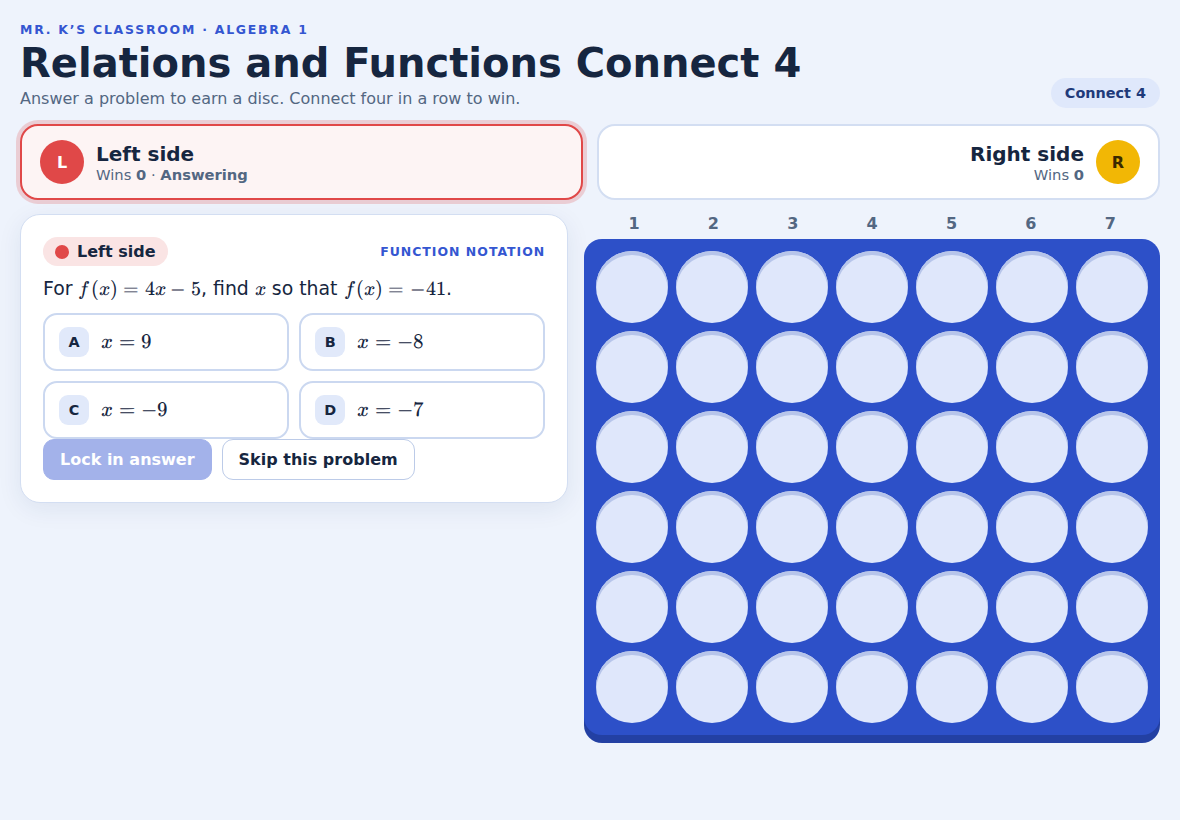 MR. K’S CLASSROOM · ALGEBRA 1
Relations and Functions Connect 4
Answer a problem to earn a disc. Connect four in a row to win.
Connect 4
L
Left side
Wins 0 · Answering
Right side
Wins 0
R
Left side
FUNCTION NOTATION
For f(x) = 4x − 5, find x so that f(x) = −41.
A x = 9
B x = −8
C x = −9
D x = −7
Lock in answer
Skip this problem
1 2 3 4 5 6 7